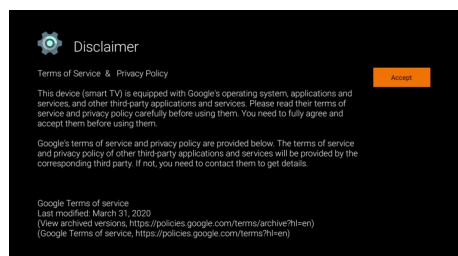 Disclaimer
Terms of Service & Privacy Policy
Accept
This device (smart TV) is equipped with Google's operating system, applications and
services, and other third-party applications and services. Please read their terms of
service and privacy policy carefully before using them. You need to fully agree and
accept them before using them.
Google's terms of service and privacy policy are provided below. The terms of service
and privacy policy of other third-party applications and services will be provided by the
corresponding third party. If not, you need to contact them to get details.
Google Terms of service
Last modified: March 31, 2020
(View archived versions, https://policies.google.com/terms/archive?hl=en)
(Google Terms of service, https://policies.google.com/terms?hl=en)